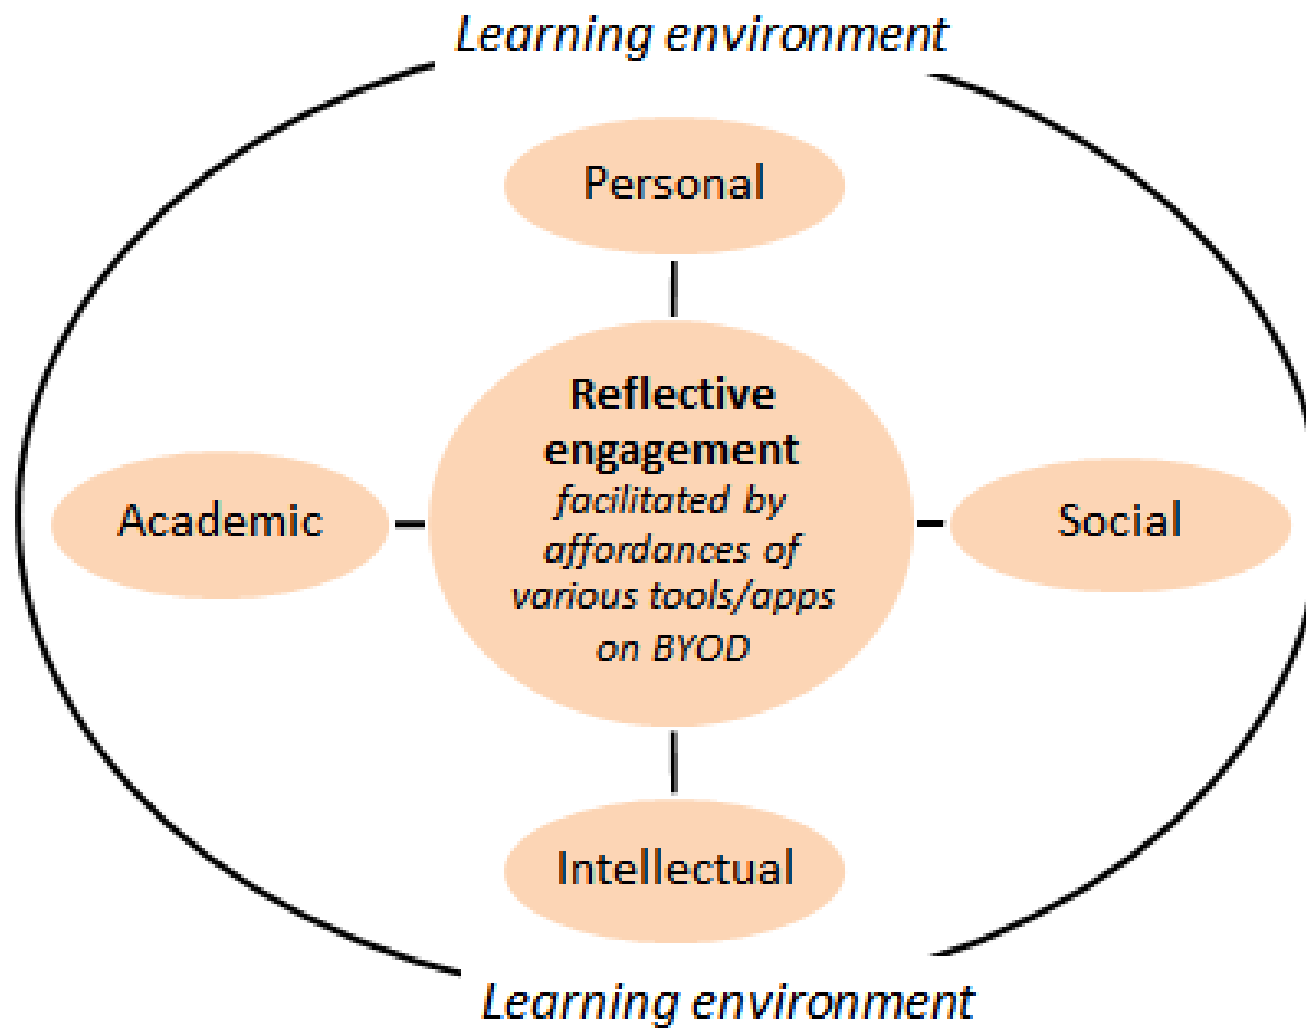 Learning environment
Personal
Reflective
engagement
facilitated by
affordances of
various tools/apps
on BYOD
Academic
Social
Intellectual
Learning environment